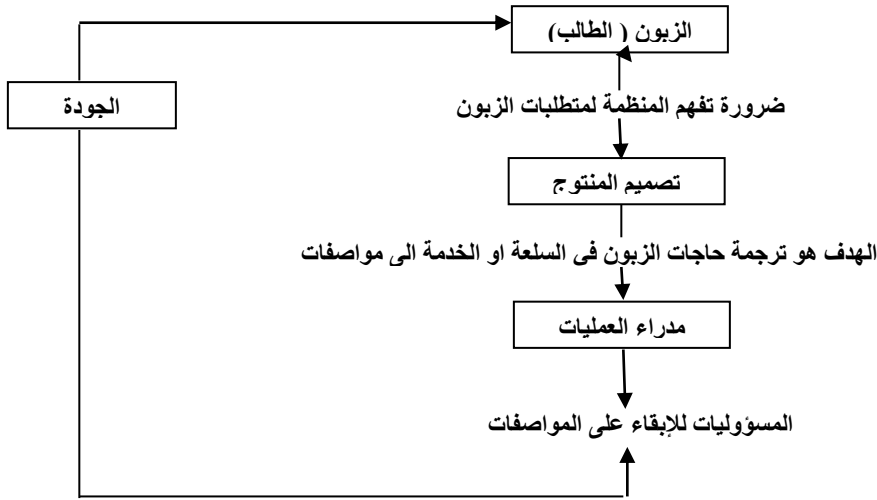 الزبون ( الطالب)
الجودة
ضرورة تفهم المنظمة لمتطلبات الزبون
تصميم المنتوج
الهدف هو ترجمة حاجات الزبون في السلعة او الخدمة الى مواصفات
مدراء العمليات
المسؤوليات للإبقاء على المواصفات